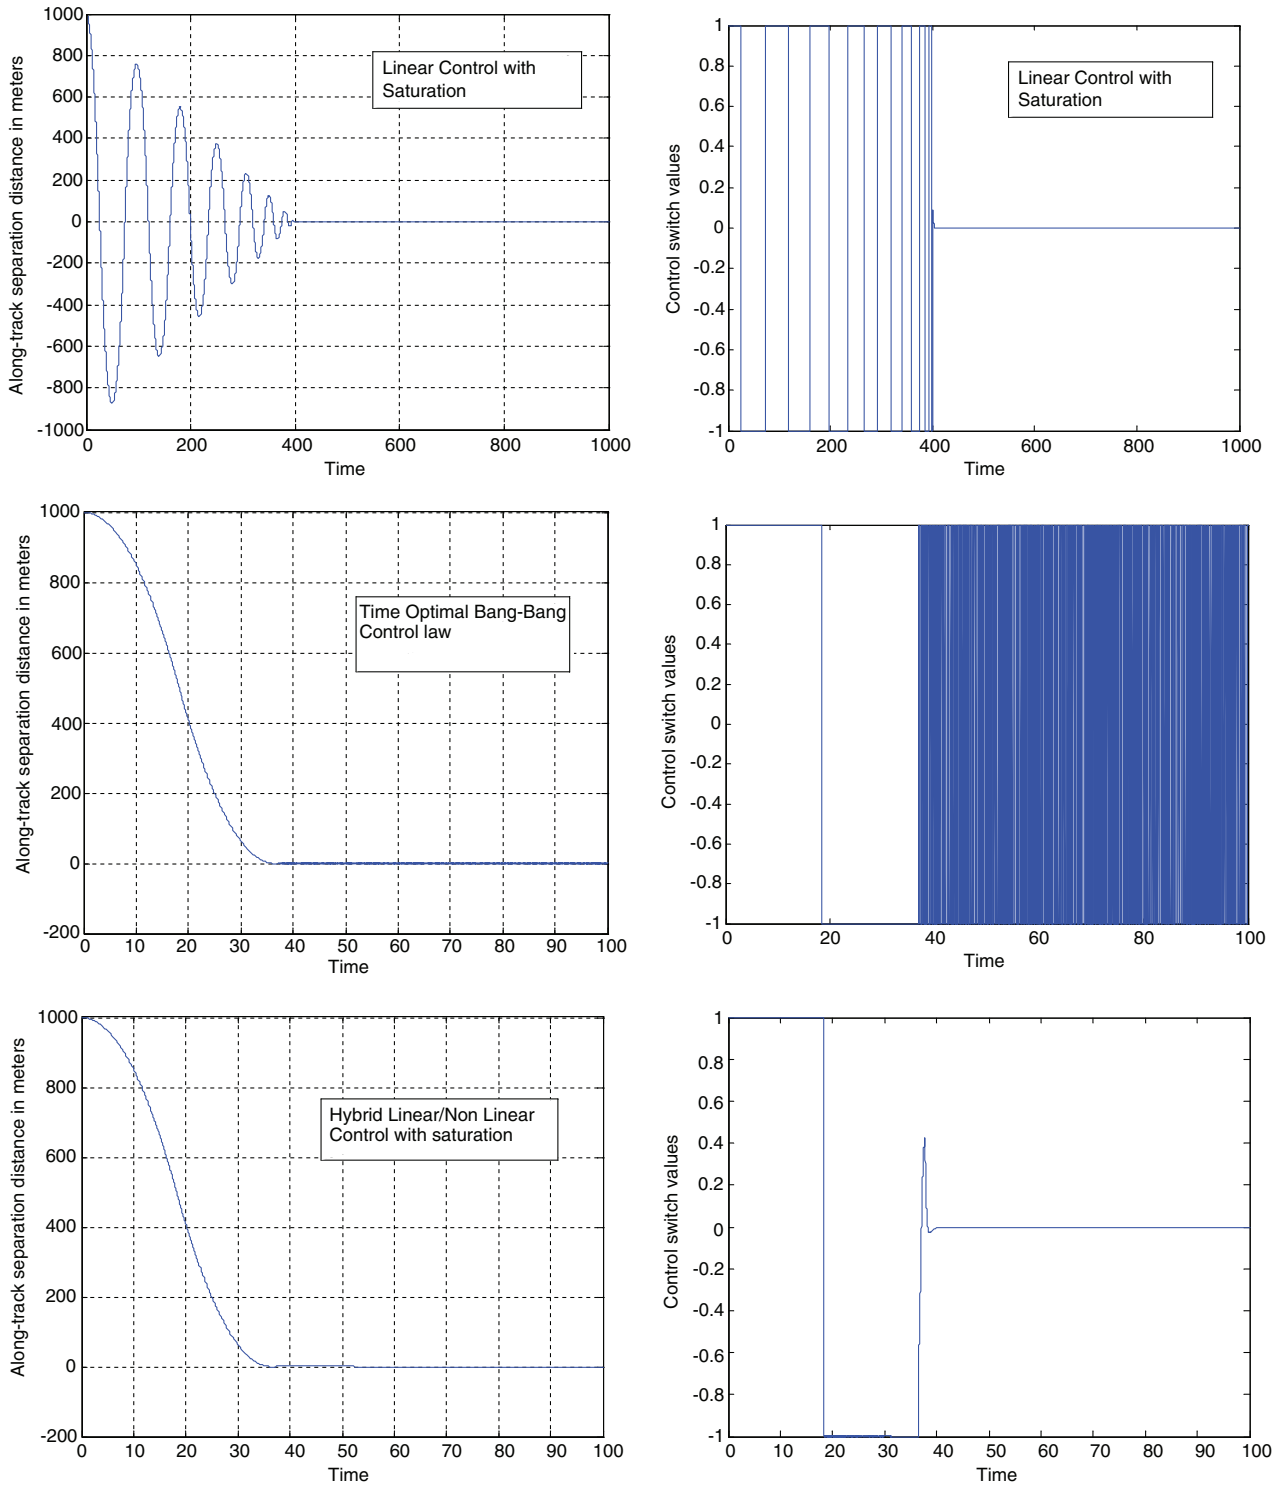 Along-track separation distance in meters
1000
800
600
400
200
0
-200
-400
-600
-800
-1000
Linear Control with
Saturation
0 200 400 600 800 1000
Time
Control switch values
1
0.8
0.6
0.4
0.2
0
-0.2
-0.4
-0.6
-0.8
-1
Linear Control with
Saturation
0 200 400 600 800 1000
Time
Along-track separation distance in meters
1000
800
600
400
200
0
-200
Time Optimal Bang-Bang
Control law
0 10 20 30 40 50 60 70 80 90 100
Time
Control switch values
1
0.8
0.6
0.4
0.2
0
-0.2
-0.4
-0.6
-0.8
-1
0 20 40 60 80 100
Time
Along-track separation distance in meters
1000
800
600
400
200
0
-200
Hybrid Linear/Non Linear
Control with saturation
0 10 20 30 40 50 60 70 80 90 100
Time
Control switch values
1
0.8
0.6
0.4
0.2
0
-0.2
-0.4
-0.6
-0.8
-1
0 10 20 30 40 50 60 70 80 90 100
Time